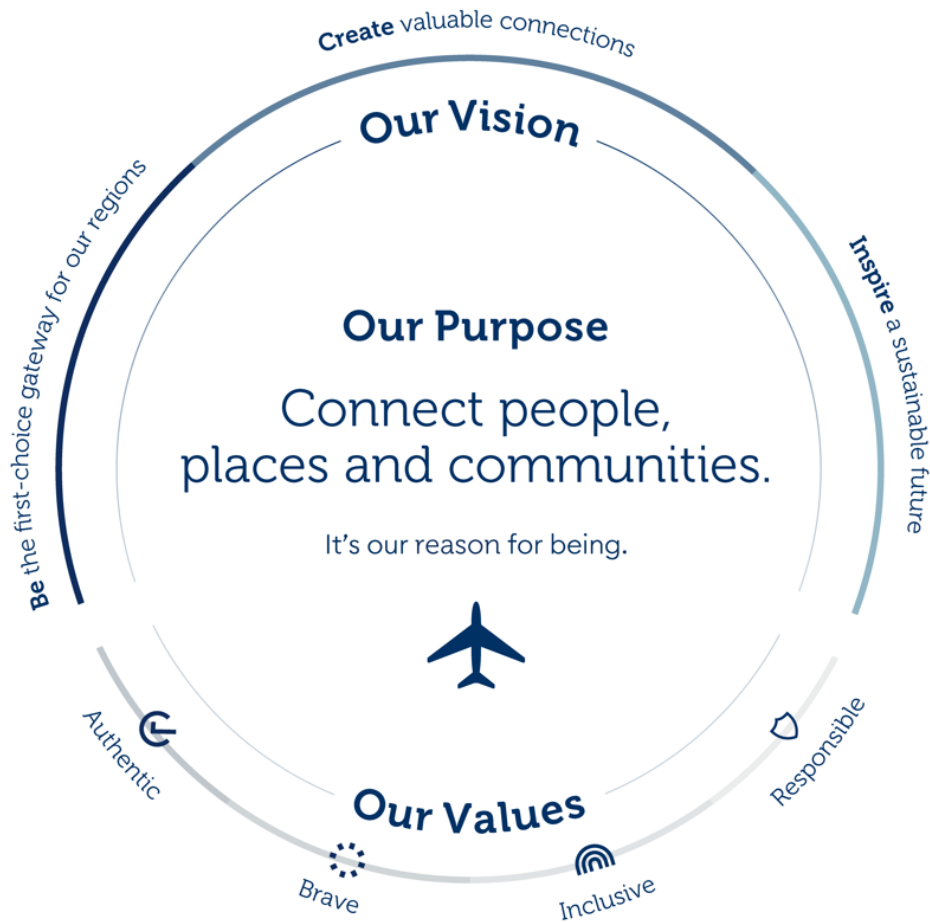 Create valuable connections
Our Vision
Be the first-choice gateway for our regions
Inspire a sustainable future
Our Purpose
Connect people,
places and communities.
It's our reason for being.
Our Values
Authentic
Brave
Inclusive
Responsible